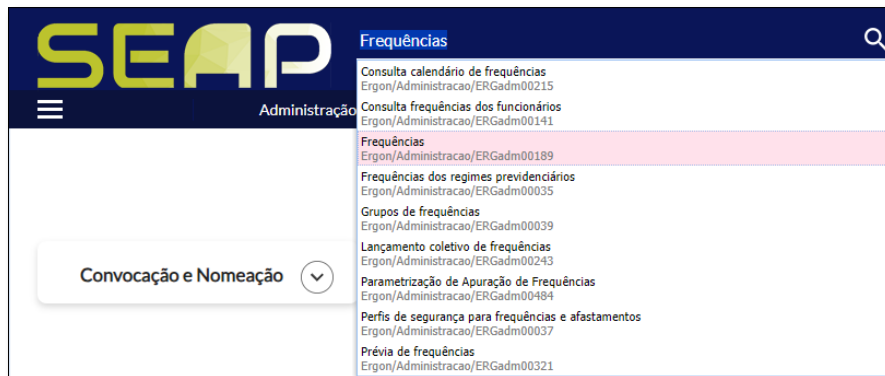 SEAP
Frequências
Administração
Consulta calendário de frequências
Ergon/Administracao/ERGadm00215
Consulta frequências dos funcionários
Ergon/Administracao/ERGadm00141
Frequências
Ergon/Administracao/ERGadm00189
Frequências dos regimes previdenciários
Ergon/Administracao/ERGadm00035
Grupos de frequências
Ergon/Administracao/ERGadm00039
Lançamento coletivo de frequências
Ergon/Administracao/ERGadm00243
Parametrização de Apuração de Frequências
Ergon/Administracao/ERGadm00484
Perfis de segurança para frequências e afastamentos
Ergon/Administracao/ERGadm00037
Prévia de frequências
Ergon/Administracao/ERGadm00321
Convocação e Nomeação